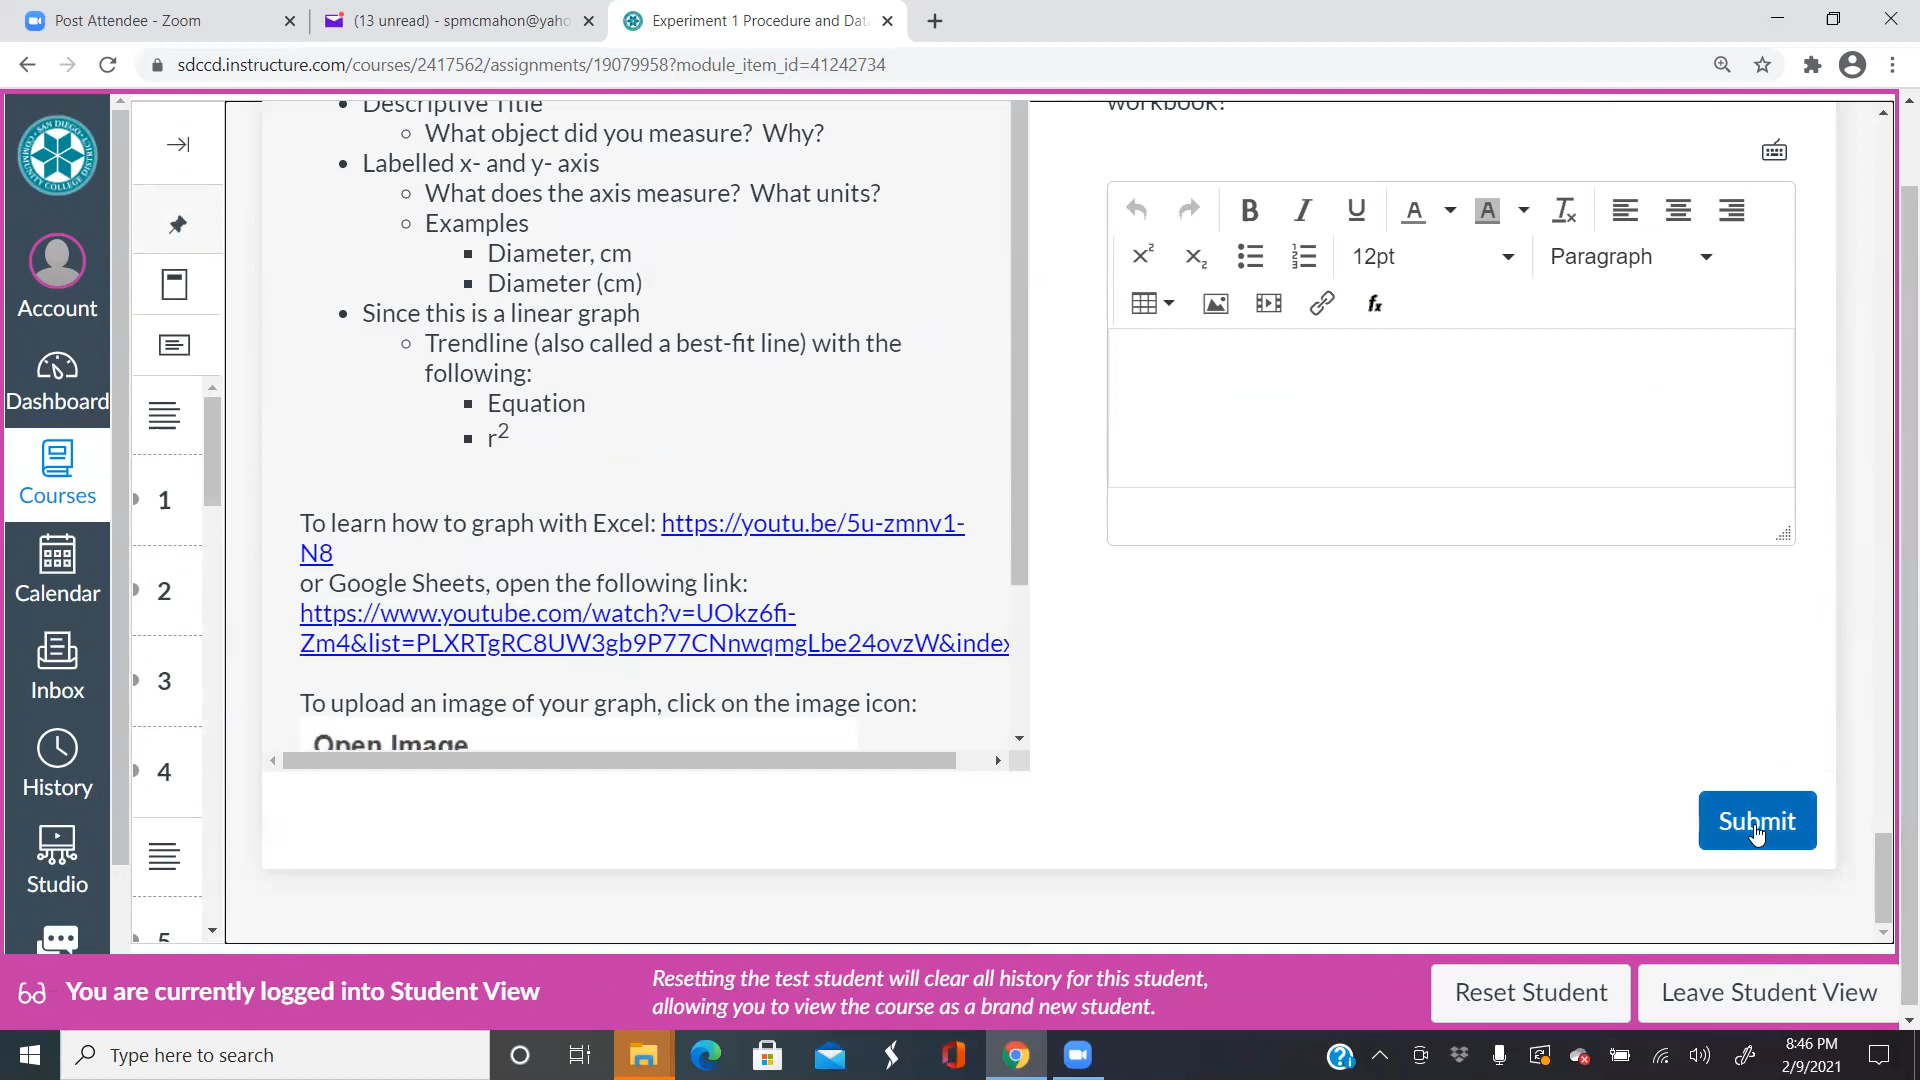 Post Attendee - Zoom
(13 unread) - spmcmahon@yaho
Experiment 1 Procedure and Dat
sdccd.instructure.com/courses/2417562/assignments/19079958?module_item_id=41242734
Account
Dashboard
Courses
Calendar
Inbox
History
Studio
1
2
3
4
5
Descriptive Title
What object did you measure? Why?
Labelled x- and y- axis
What does the axis measure? What units?
Examples
Diameter, cm
Diameter (cm)
Since this is a linear graph
Trendline (also called a best-fit line) with the
following:
Equation
r²
To learn how to graph with Excel: https://youtu.be/5u-zmnv1-
N8
or Google Sheets, open the following link:
https://www.youtube.com/watch?v=UOkz6fi-
Zm4&list=PLXRTgRC8UW3gb9P77CNnwqmgLbe24ovzW&index
To upload an image of your graph, click on the image icon:
Open Image
workbook?
12pt
Paragraph
Submit
You are currently logged into Student View
Resetting the test student will clear all history for this student,
allowing you to view the course as a brand new student.
Reset Student
Leave Student View
Type here to search
8:46 PM
2/9/2021